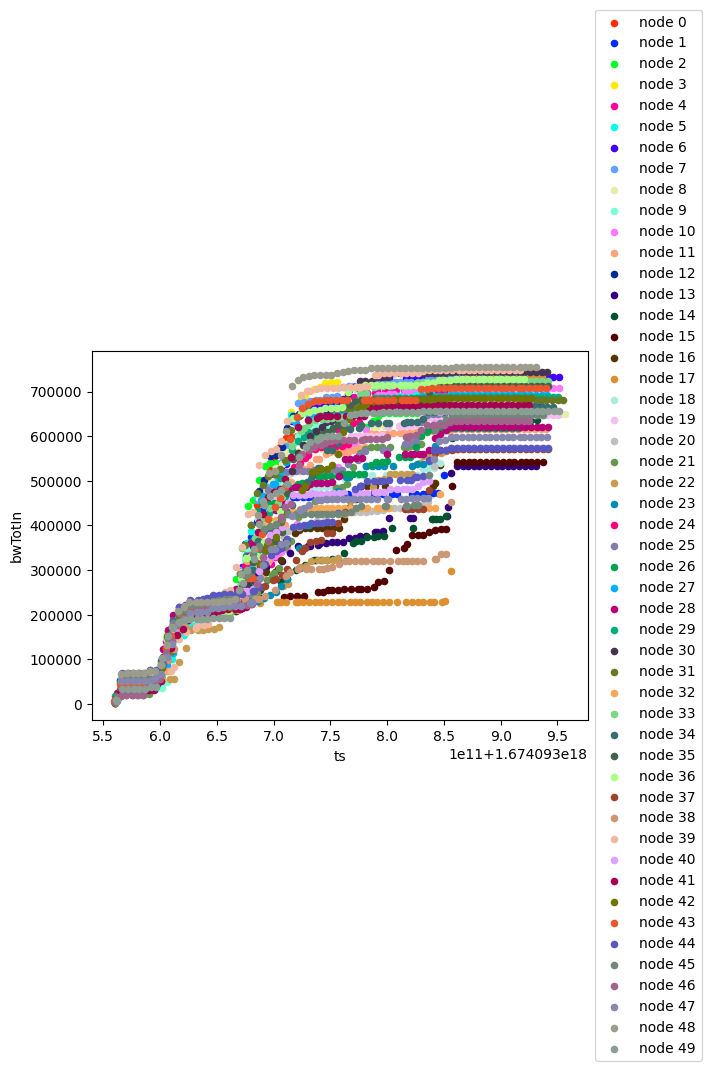 bwTotIn
700000
600000
500000
400000
300000
200000
100000
0
5.5 6.0 6.5 7.0 7.5 8.0 8.5 9.0 9.5
ts
1e11+1.674093e18
node 0
node 1
node 2
node 3
node 4
node 5
node 6
node 7
node 8
node 9
node 10
node 11
node 12
node 13
node 14
node 15
node 16
node 17
node 18
node 19
node 20
node 21
node 22
node 23
node 24
node 25
node 26
node 27
node 28
node 29
node 30
node 31
node 32
node 33
node 34
node 35
node 36
node 37
node 38
node 39
node 40
node 41
node 42
node 43
node 44
node 45
node 46
node 47
node 48
node 49